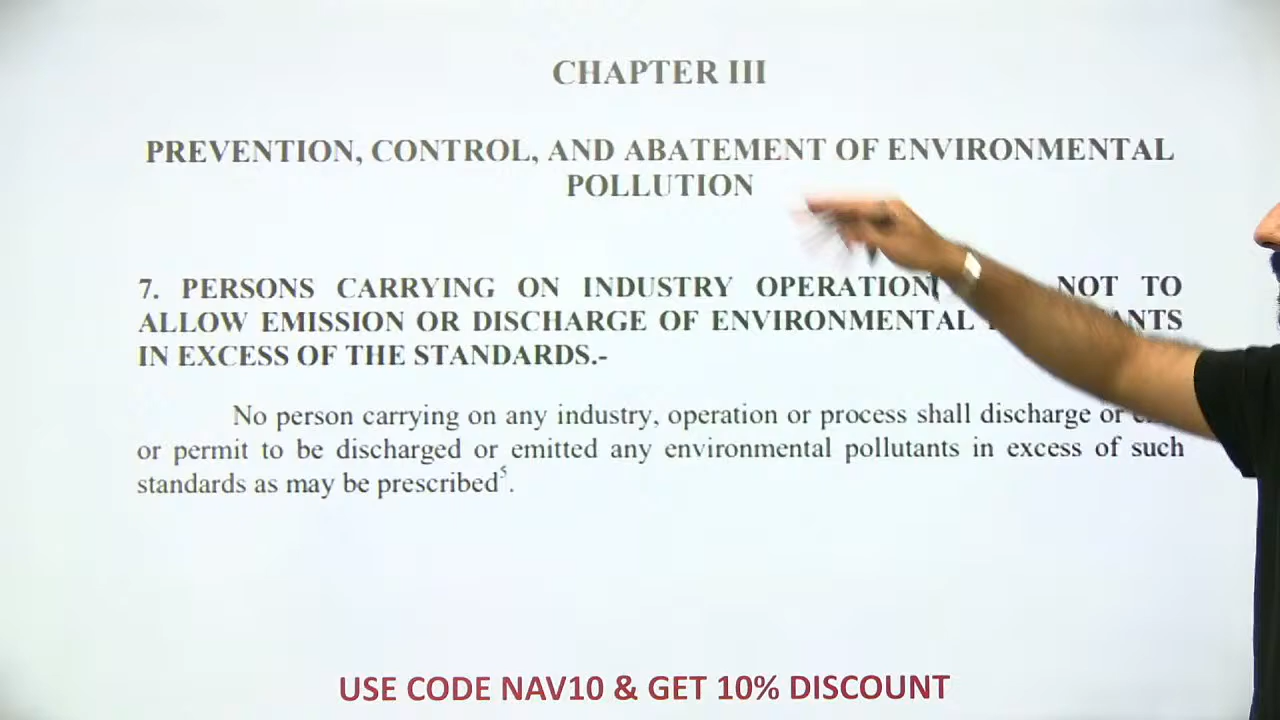 CHAPTER III
PREVENTION, CONTROL, AND ABATEMENT OF ENVIRONMENTAL
POLLUTION
7. PERSONS CARRYING ON INDUSTRY OPERATION NOT TO
ALLOW EMISSION OR DISCHARGE OF ENVIRONMENTAL
IN EXCESS OF THE STANDARDS.-
No person carrying on any industry, operation or process shall discharge or
or permit to be discharged or emitted any environmental pollutants in excess of such
standards as may be prescribed⁵.
USE CODE NAV10 & GET 10% DISCOUNT